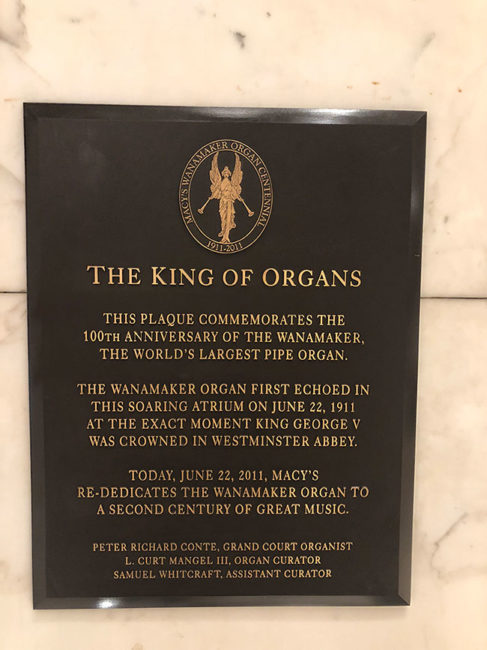 MACY'S WANAMAKER ORGAN CENTENNIAL
1911-2011
THE KING OF ORGANS
THIS PLAQUE COMMEMORATES THE
100TH ANNIVERSARY OF THE WANAMAKER,
THE WORLD'S LARGEST PIPE ORGAN.
THE WANAMAKER ORGAN FIRST ECHOED IN
THIS SOARING ATRIUM ON JUNE 22, 1911
AT THE EXACT MOMENT KING GEORGE V
WAS CROWNED IN WESTMINSTER ABBEY.
TODAY, JUNE 22, 2011, MACY'S
RE-DEDICATES THE WANAMAKER ORGAN TO
A SECOND CENTURY OF GREAT MUSIC.
PETER RICHARD CONTE, GRAND COURT ORGANIST
L. CURT MANGEL III, ORGAN CURATOR
SAMUEL WHITCRAFT, ASSISTANT CURATOR